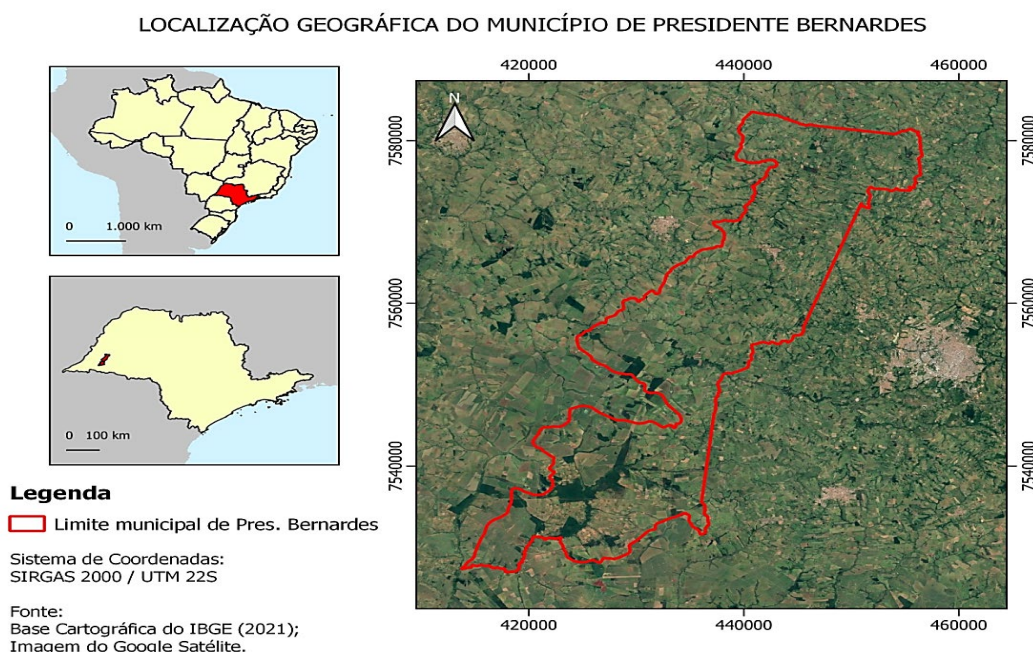 LOCALIZAÇÃO GEOGRÁFICA DO MUNICÍPIO DE PRESIDENTE BERNARDES
420000 440000 460000
N
7580000 7580000
7560000 7560000
7540000 7540000
420000 440000 460000
0 1.000 km
0 100 km
Legenda
Limite municipal de Pres. Bernardes
Sistema de Coordenadas:
SIRGAS 2000 / UTM 22S
Fonte:
Base Cartográfica do IBGE (2021);
Imagem do Google Satélite.